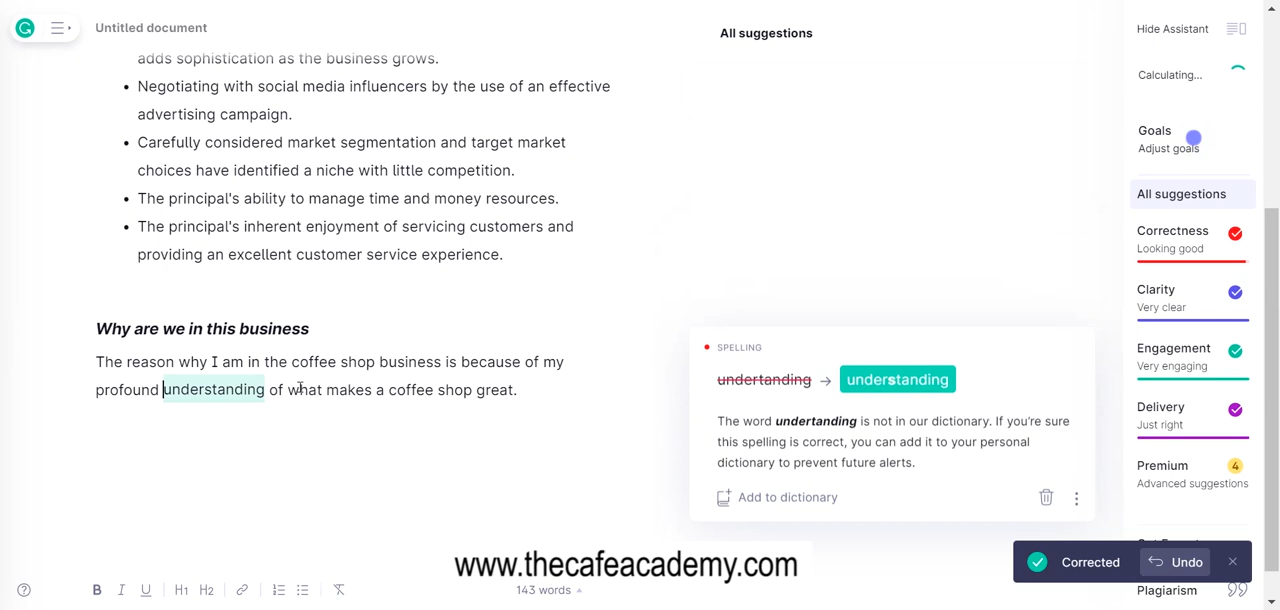 Untitled document
adds sophistication as the business grows.
• Negotiating with social media influencers by the use of an effective
advertising campaign.
• Carefully considered market segmentation and target market
choices have identified a niche with little competition.
• The principal's ability to manage time and money resources.
• The principal's inherent enjoyment of servicing customers and
providing an excellent customer service experience.
Why are we in this business
The reason why I am in the coffee shop business is because of my
profound understanding of what makes a coffee shop great.
B I U H1 H2
143 words
All suggestions
SPELLING
undertanding → understanding
The word undertanding is not in our dictionary. If you're sure
this spelling is correct, you can add it to your personal
dictionary to prevent future alerts.
Add to dictionary
www.thecafeacademy.com
Hide Assistant
Calculating...
Goals
Adjust goals
All suggestions
Correctness
Looking good
Clarity
Very clear
Engagement
Very engaging
Delivery
Just right
Premium 4
Advanced suggestions
Corrected Undo
Plagiarism